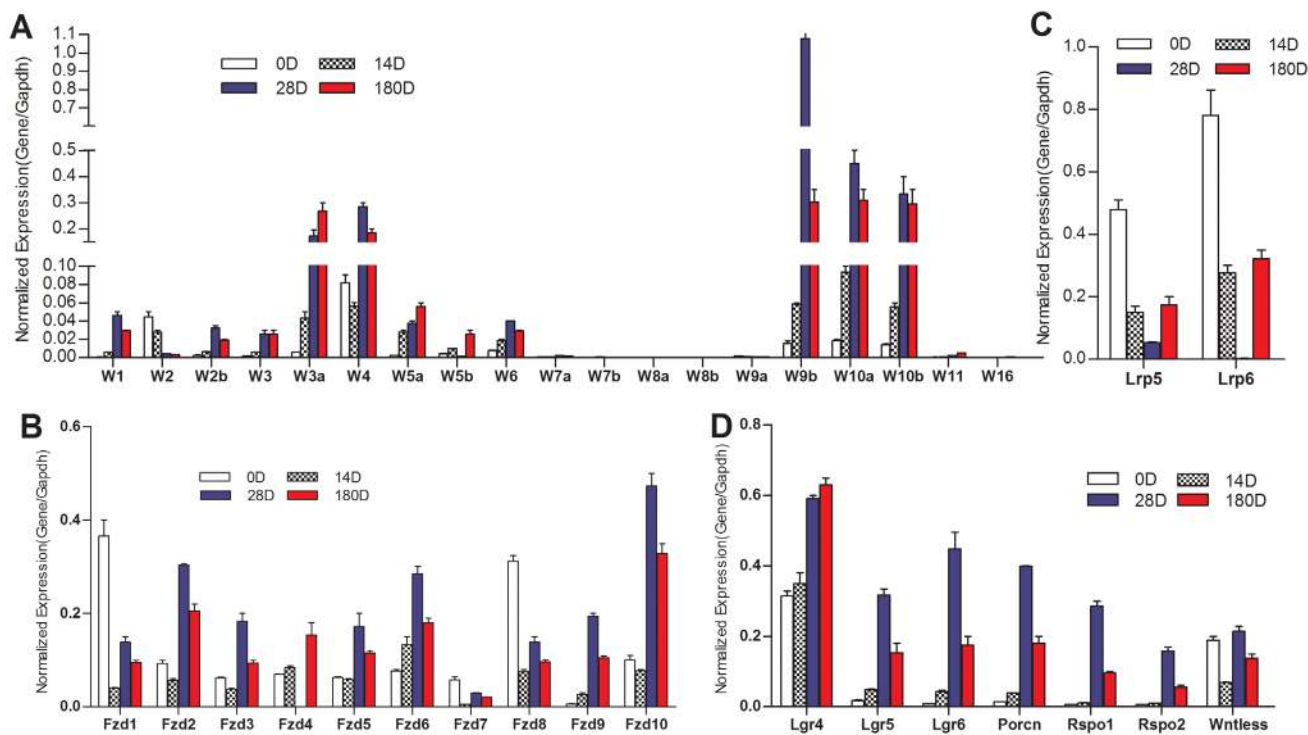 A
Normalized Expression(Gene/Gapdh)
1.1
1.0
0.9
0.8
0.7
0.5
0.4
0.3
0.2
0.10
0.08
0.06
0.04
0.02
0.00
0D 14D
28D 180D
W1 W2 W2b W3 W3a W4 W5a W5b W6 W7a W7b W8a W8b W9a W9b W10a W10b W11 W16
C
Normalized Expression(Gene/Gapdh)
1.0
0.8
0.6
0.4
0.2
0.0
0D 14D
28D 180D
Lrp5 Lrp6
B
Normalized Expression(Gene/Gapdh)
0.6
0.4
0.2
0.0
0D 14D
28D 180D
Fzd1 Fzd2 Fzd3 Fzd4 Fzd5 Fzd6 Fzd7 Fzd8 Fzd9 Fzd10
D
Normalized Expression(Gene/Gapdh)
0.8
0.6
0.4
0.2
0.0
0D 14D
28D 180D
Lgr4 Lgr5 Lgr6 Porcn Rspo1 Rspo2 Wntless